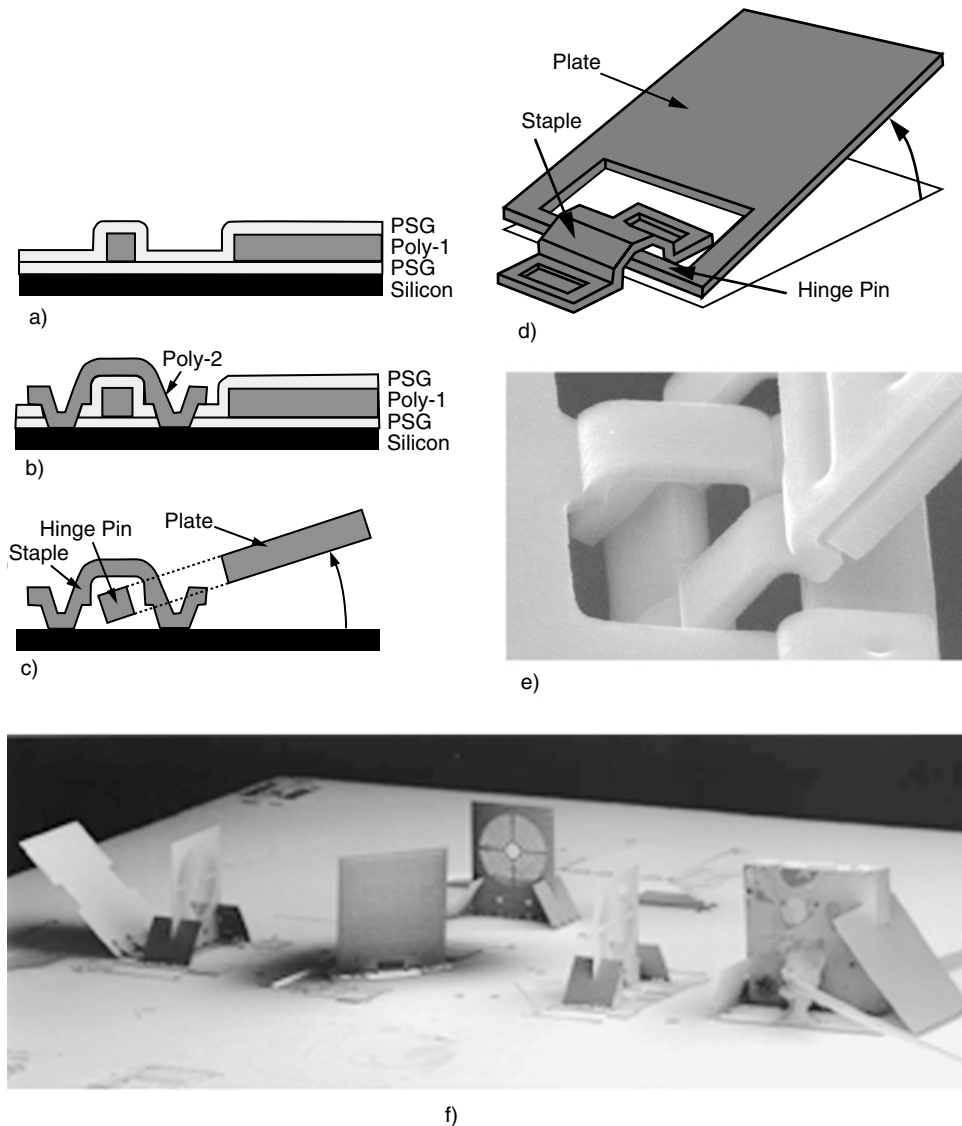 PSG
Poly-1
PSG
Silicon
a)
Poly-2
PSG
Poly-1
PSG
Silicon
b)
Hinge Pin
Plate
Staple
c)
Plate
Staple
Hinge Pin
d)
e)
f)